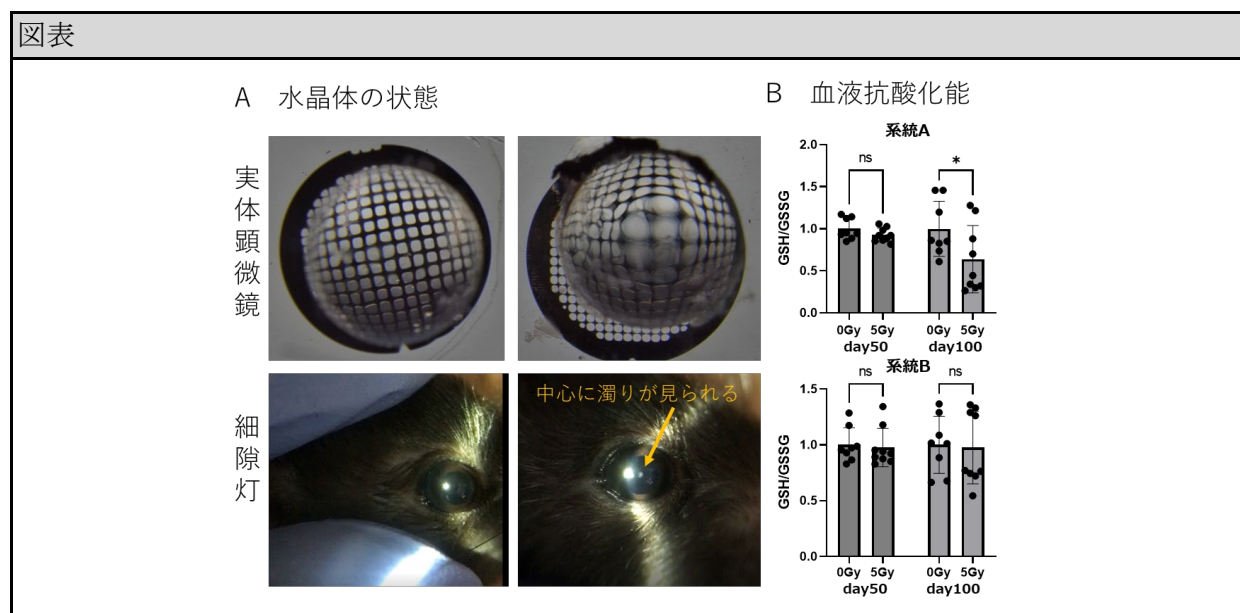 図表
A 水晶体の状態
実体顕微鏡
細隙灯
中心に濁りが見られる
B 血液抗酸化能
系統A
2.0
1.5
1.0
0.5
0.0
GSH/GSSG
ns
*
0Gy 5Gy 0Gy 5Gy
day50 day100
系統B
1.5
1.0
0.5
0.0
GSH/GSSG
ns ns
0Gy 5Gy 0Gy 5Gy
day50 day100